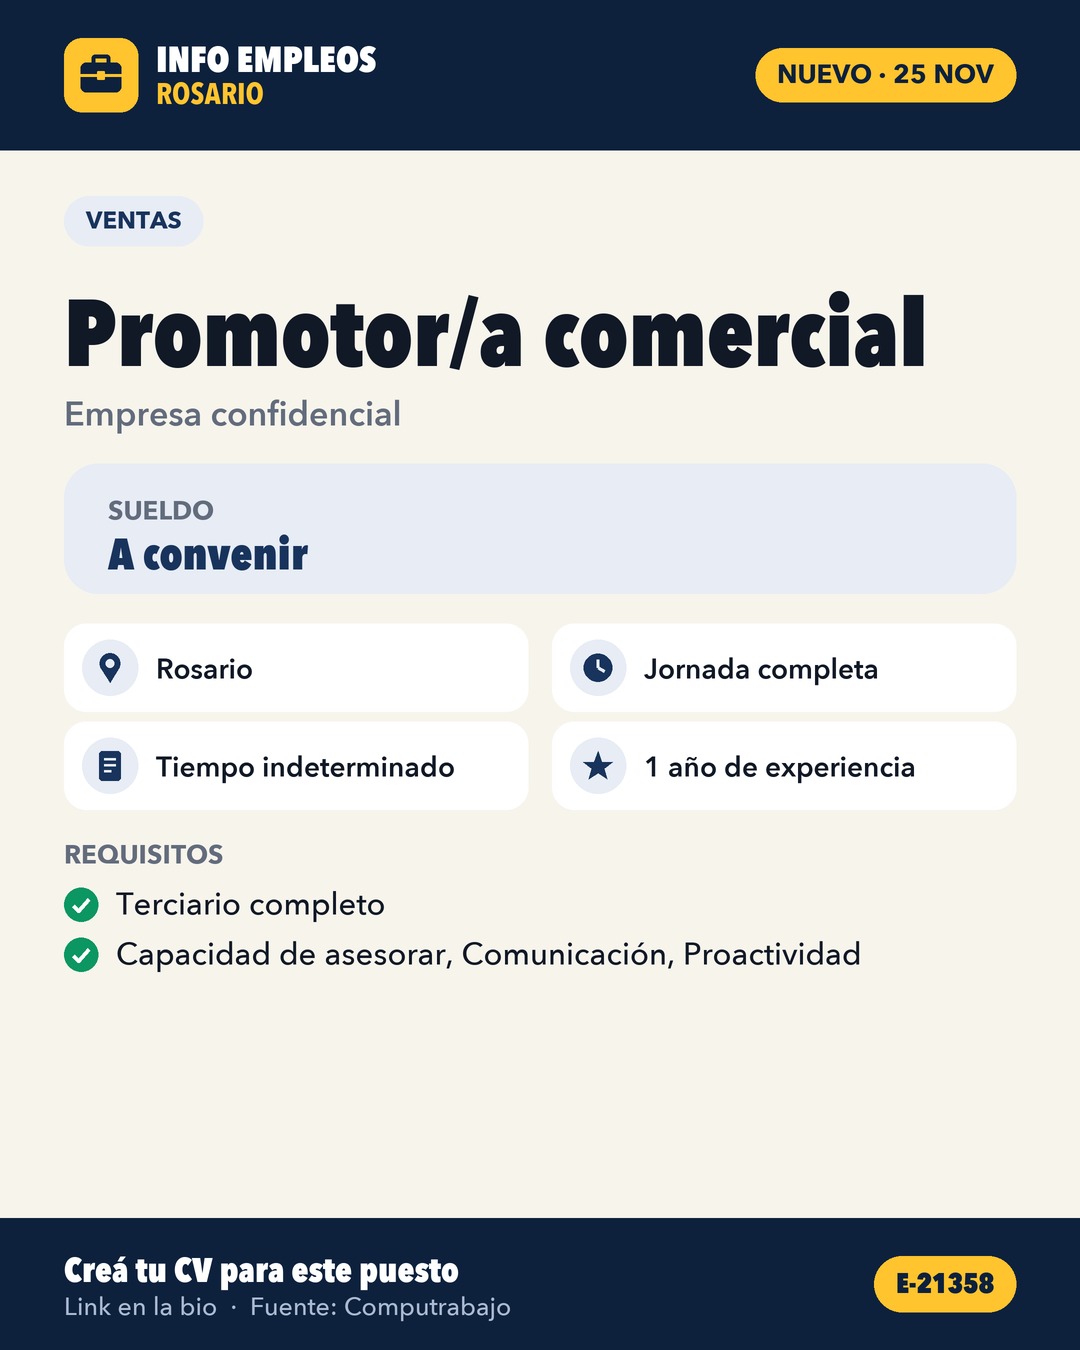 INFO EMPLEOS
ROSARIO
NUEVO · 25 NOV
VENTAS
Promotor/a comercial
Empresa confidencial
SUELDO
A convenir
Rosario
Jornada completa
Tiempo indeterminado
1 año de experiencia
REQUISITOS
Terciario completo
Capacidad de asesorar, Comunicación, Proactividad
Creá tu CV para este puesto
Link en la bio · Fuente: Computrabajo
E-21358